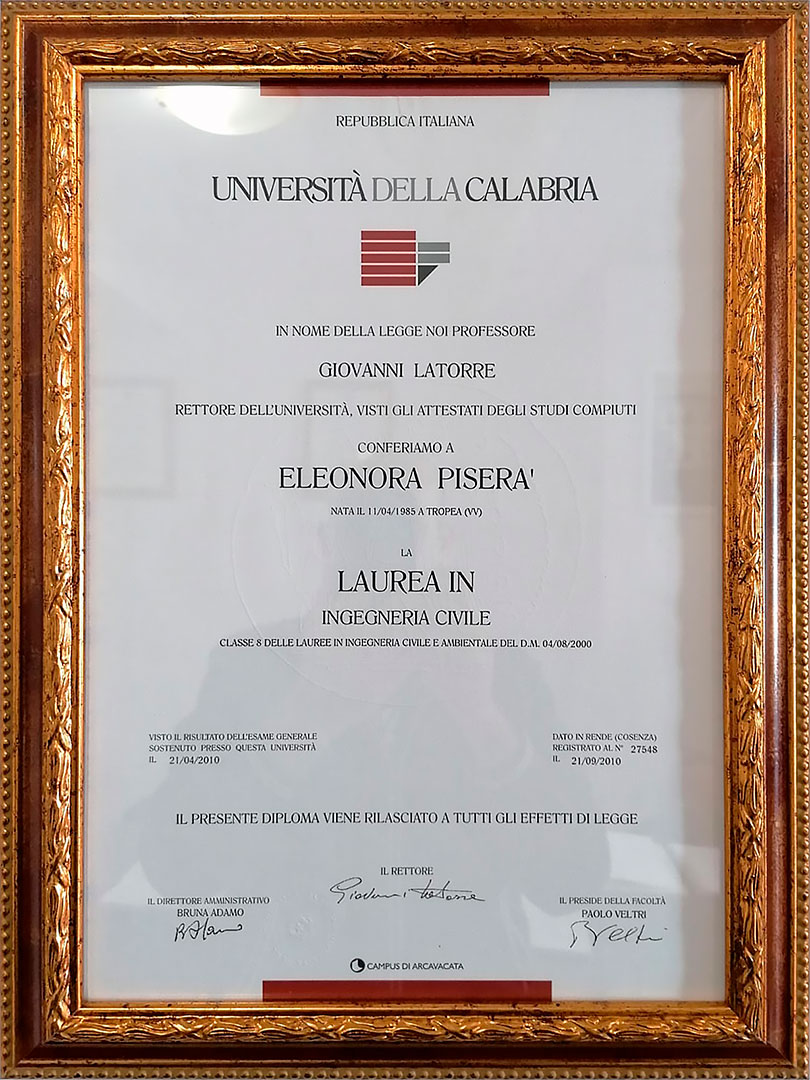 REPUBBLICA ITALIANA
UNIVERSITÀ DELLA CALABRIA
IN NOME DELLA LEGGE NOI PROFESSORE
GIOVANNI LATORRE
RETTORE DELL'UNIVERSITÀ, VISTI GLI ATTESTATI DEGLI STUDI COMPIUTI
CONFERIAMO A
ELEONORA PISERA'
NATA IL 11/04/1985 A TROPEA (VV)
LA
LAUREA IN
INGEGNERIA CIVILE
CLASSE 8 DELLE LAUREE IN INGEGNERIA CIVILE E AMBIENTALE DEL D.M. 04/08/2000
VISTO IL RISULTATO DELL'ESAME GENERALE
SOSTENUTO PRESSO QUESTA UNIVERSITÀ
IL 21/04/2010
DATO IN RENDE (COSENZA)
REGISTRATO AL N° 27548
IL 21/09/2010
IL PRESENTE DIPLOMA VIENE RILASCIATO A TUTTI GLI EFFETTI DI LEGGE
IL RETTORE
Giovanni Latorre
IL DIRETTORE AMMINISTRATIVO
BRUNA ADAMO
B Adamo
IL PRESIDE DELLA FACOLTÀ
PAOLO VELTRI
P Veltri
CAMPUS DI ARCAVACATA